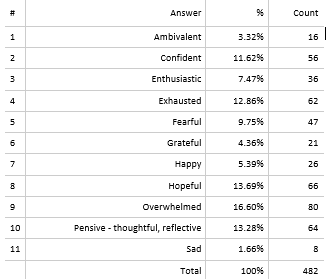 # Answer % Count
1 Ambivalent 3.32% 16
2 Confident 11.62% 56
3 Enthusiastic 7.47% 36
4 Exhausted 12.86% 62
5 Fearful 9.75% 47
6 Grateful 4.36% 21
7 Happy 5.39% 26
8 Hopeful 13.69% 66
9 Overwhelmed 16.60% 80
10 Pensive - thoughtful, reflective 13.28% 64
11 Sad 1.66% 8
Total 100% 482